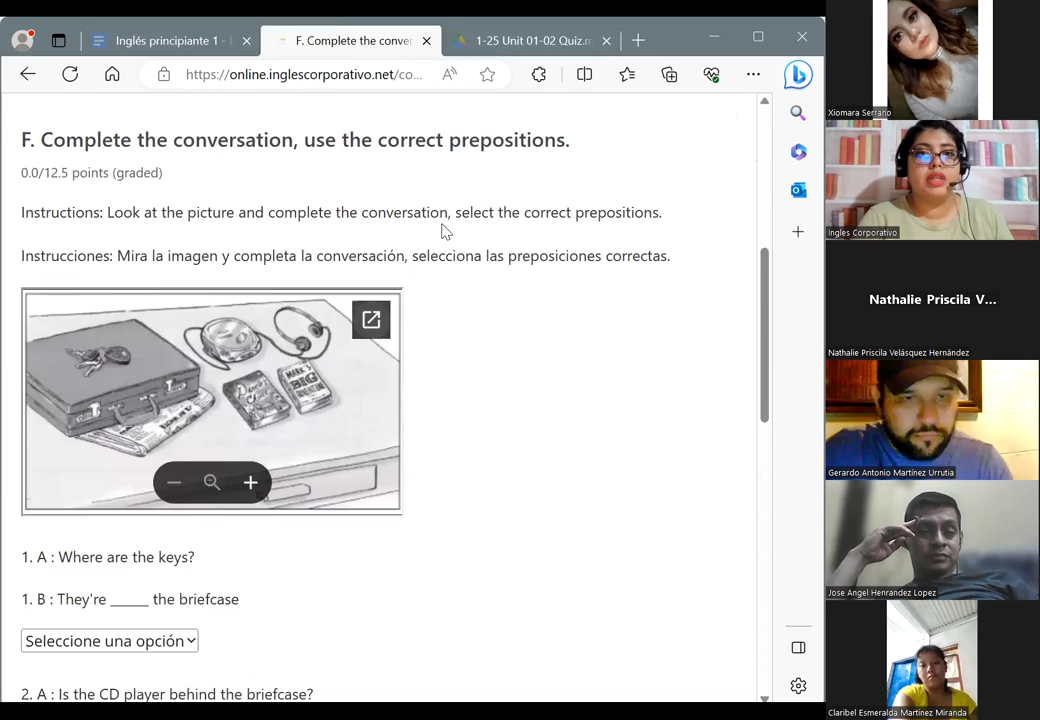 Inglés principiante 1 -
F. Complete the conver
1-25 Unit 01-02 Quiz.m
https://online.inglescorporativo.net/co...
F. Complete the conversation, use the correct prepositions.
0.0/12.5 points (graded)
Instructions: Look at the picture and complete the conversation, select the correct prepositions.
Instrucciones: Mira la imagen y completa la conversación, selecciona las preposiciones correctas.
BIG
1. A : Where are the keys?
1. B : They're _____ the briefcase
Seleccione una opción
2. A : Is the CD player behind the briefcase?
Xiomara Serrano
Ingles Corporativo
Nathalie Priscila V...
Nathalie Priscila Velásquez Hernández
Gerardo Antonio Martínez Urrutia
Jose Angel Henrandez Lopez
Claribel Esmeralda Martinez Miranda